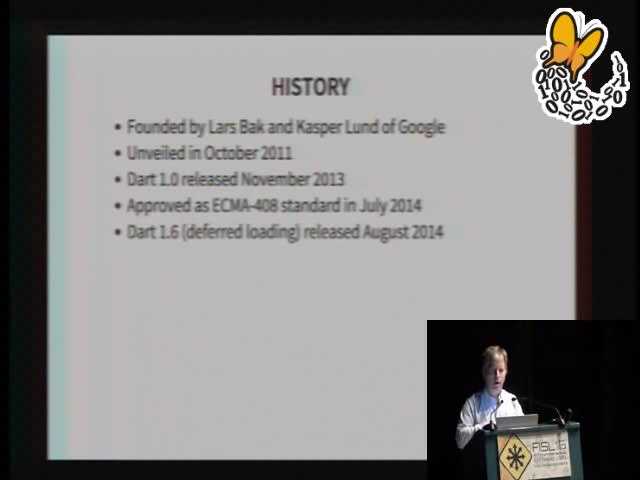 HISTORY
• Founded by Lars Bak and Kasper Lund of Google
• Unveiled in October 2011
• Dart 1.0 released November 2013
• Approved as ECMA-408 standard in July 2014
• Dart 1.6 (deferred loading) released August 2014
FISL16